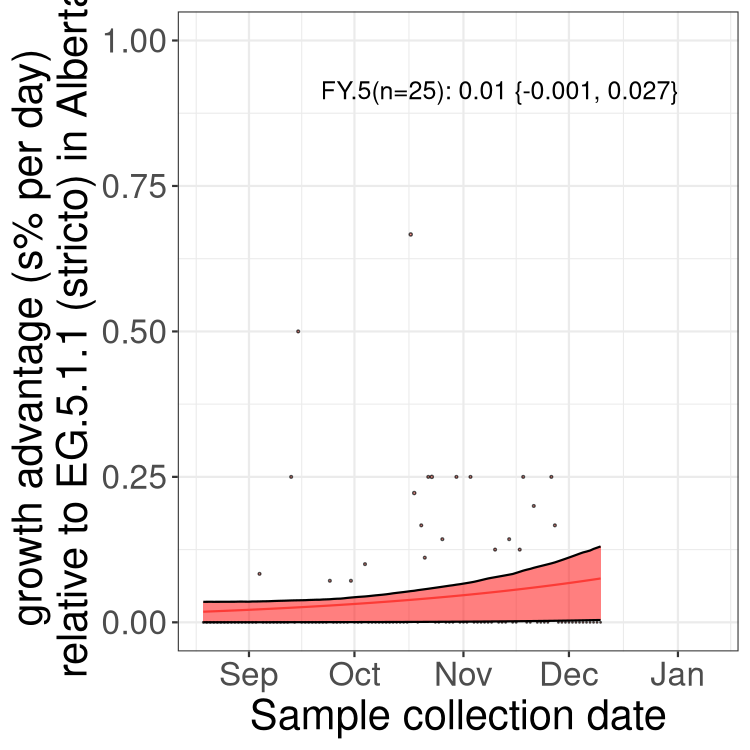 growth advantage (s% per day)
relative to EG.5.1.1 (stricto) in Alberta
1.00
0.75
0.50
0.25
0.00
FY.5(n=25): 0.01 {-0.001, 0.027}
Sep Oct Nov Dec Jan
Sample collection date